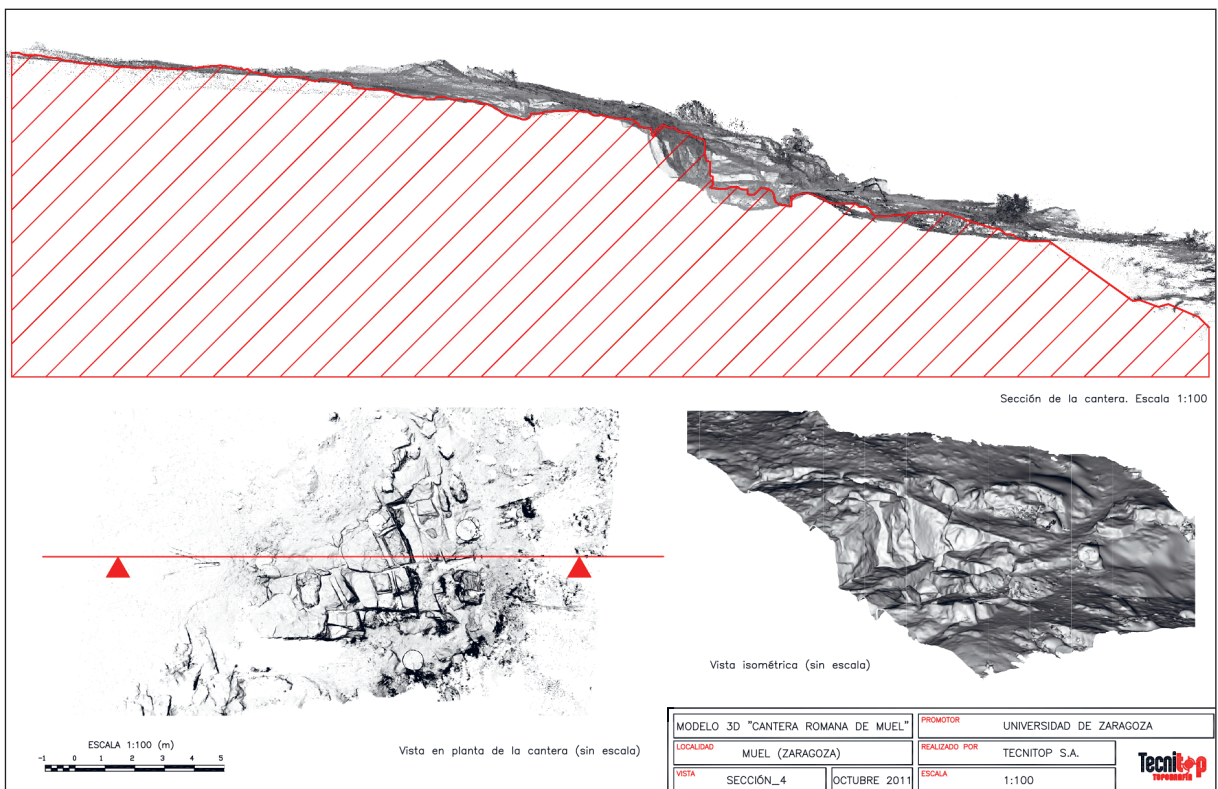 Sección de la cantera. Escala 1:100
Vista isométrica (sin escala)
ESCALA 1:100 (m)
-1 0 1 2 3 4 5
Vista en planta de la cantera (sin escala)
MODELO 3D "CANTERA ROMANA DE MUEL"
PROMOTOR UNIVERSIDAD DE ZARAGOZA
LOCALIDAD MUEL (ZARAGOZA)
REALIZADO POR TECNITOP S.A.
VISTA SECCIÓN_4
OCTUBRE 2011
ESCALA 1:100
Tecnitop
TOPOGRAFÍA